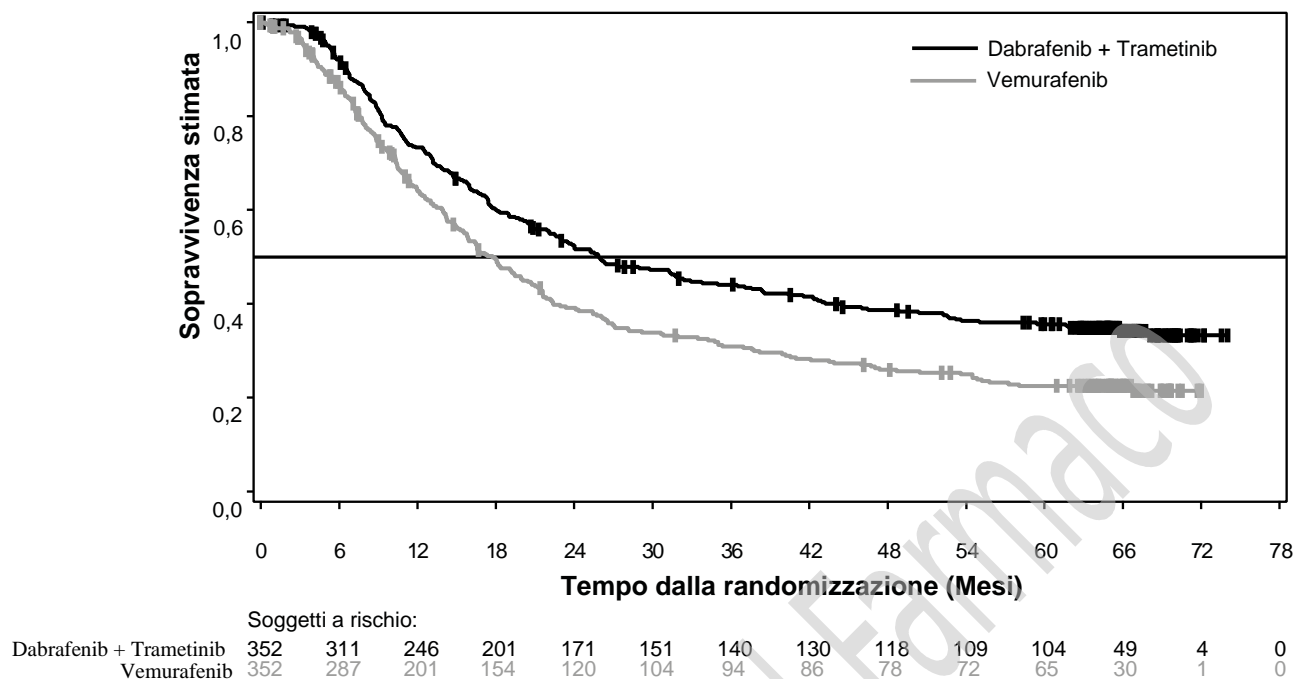 Dabrafenib + Trametinib
Vemurafenib
Sopravvivenza stimata
1,0
0,8
0,6
0,4
0,2
0,0
0 6 12 18 24 30 36 42 48 54 60 66 72 78
Tempo dalla randomizzazione (Mesi)
Soggetti a rischio:
Dabrafenib + Trametinib 352 311 246 201 171 151 140 130 118 109 104 49 4 0
Vemurafenib 352 287 201 154 120 104 94 86 78 72 65 30 1 0
Farmaco